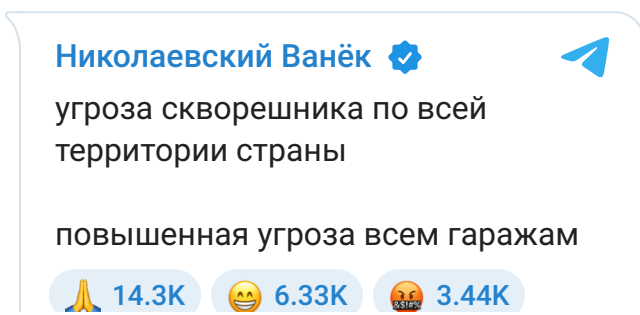 Николаевский Ванёк
угроза скворешника по всей
территории страны
повышенная угроза всем гаражам
14.3K 6.33K 3.44K